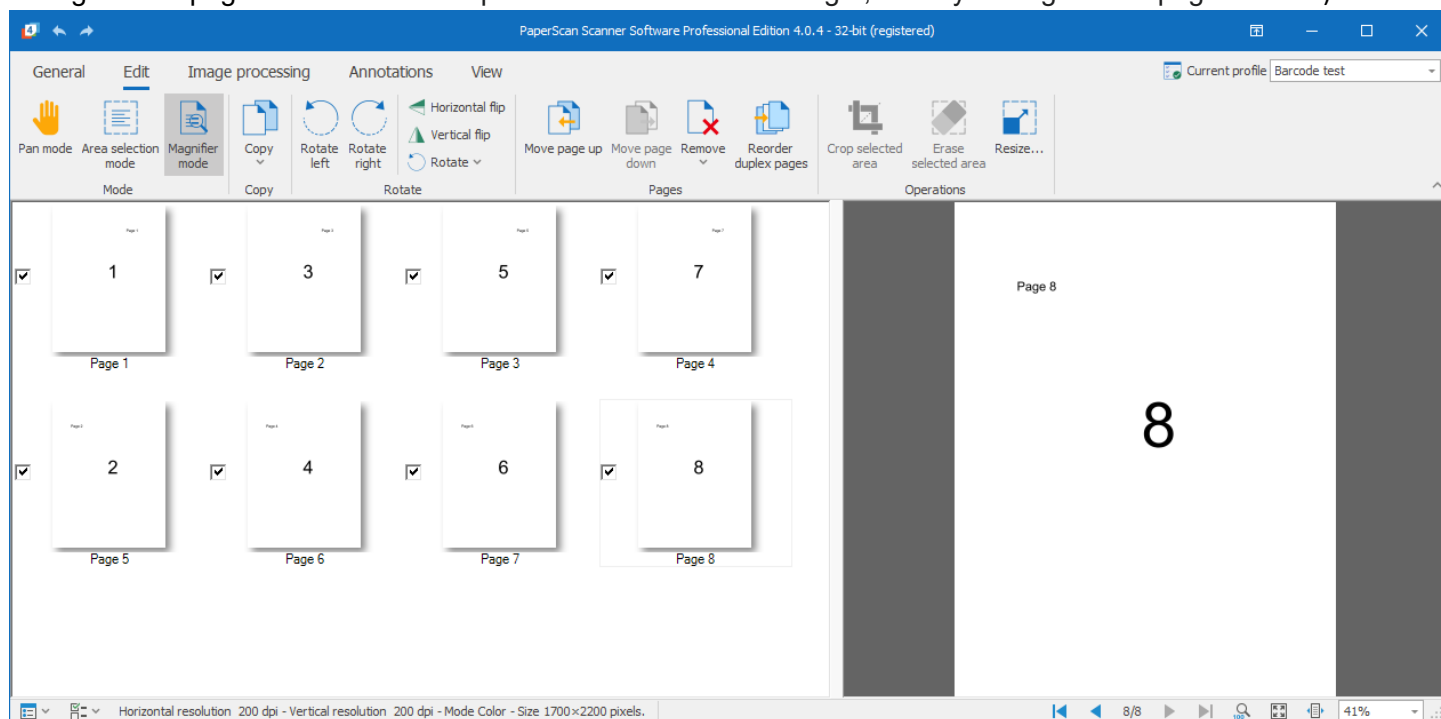 PaperScan Scanner Software Professional Edition 4.0.4 - 32-bit (registered)
General Edit Image processing Annotations View
Current profile Barcode test
Pan mode
Area selection mode
Magnifier mode
Copy
Rotate left
Rotate right
Horizontal flip
Vertical flip
Rotate
Move page up
Move page down
Remove
Reorder duplex pages
Crop selected area
Erase selected area
Resize...
Mode Copy Rotate Pages Operations
Page 1
1 3 5 7
Page 1 Page 2 Page 3 Page 4
2 4 6 8
Page 5 Page 6 Page 7 Page 8
Page 8
8
Horizontal resolution 200 dpi - Vertical resolution 200 dpi - Mode Color - Size 1700×2200 pixels.
8/8
100
41%